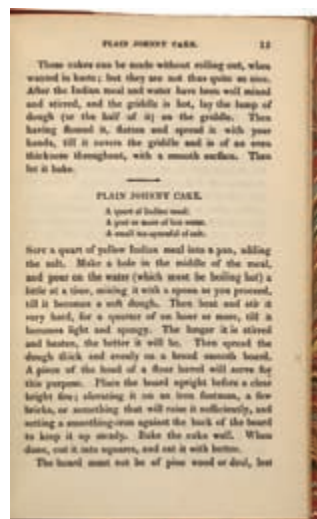 PLAIN JOHNNY CAKE. 13
These cakes can be made without rolling out, when
wanted in haste; but they are not thus quite so nice.
After the Indian meal and water have been well mixed
and stirred, and the griddle is hot, lay the lump of
dough (or the half of it) on the griddle. Then
having floured it, flatten and spread it with your
hands, till it covers the griddle and is of an even
thickness throughout, with a smooth surface. Then
let it bake.
PLAIN JOHNNY CAKE.
A quart of Indian meal.
A pint or more of hot water.
A small tea-spoonful of salt.
Sift a quart of yellow Indian meal into a pan, adding
the salt. Make a hole in the middle of the meal,
and pour on the water (which must be boiling hot) a
little at a time, mixing it with a spoon as you proceed,
till it becomes a soft dough. Then beat and stir it
very hard, for a quarter of an hour or more, till it
becomes light and spongy. The longer it is stirred
and beaten, the better it will be. Then spread the
dough thick and evenly on a broad smooth board.
A piece of the head of a flour barrel will serve for
this purpose. Place the board upright before a clear
bright fire; elevating it on an iron footman, a few
bricks, or something that will raise it sufficiently, and
setting a smoothing-iron against the back of the board
to keep it up steady. Bake the cake well. When
done, cut it into squares, and eat it with butter.
The board must not be of pine wood or deal, lest